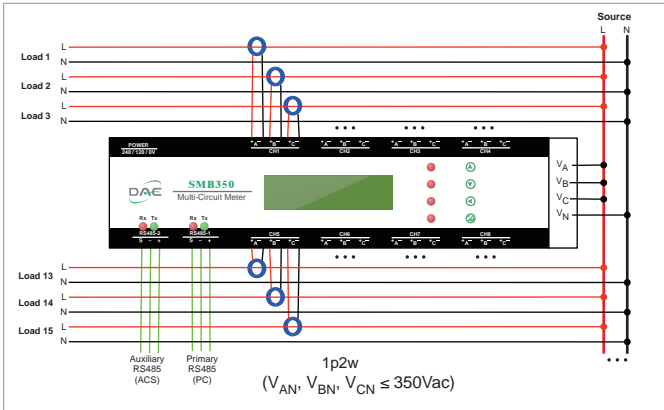 Source
L N
L
Load 1
N
L
Load 2
N
L
Load 3
N
POWER
240 / 120 / 0V
+A− +B− +C− +A− +B− +C− +A− +B− +C− +A− +B− +C−
CH1 CH2 CH3 CH4
DAE
SMB350
Multi-Circuit Meter
VA
VB
VC
VN
Rx Tx Rx Tx
RS485-2 RS485-1
S − + S − +
CH5 CH6 CH7 CH8
+A− +B− +C− +A− +B− +C− +A− +B− +C− +A− +B− +C−
L
Load 13
N
L
Load 14
N
L
Load 15
N
Auxiliary Primary
RS485 RS485
(ACS) (PC)
1p2w
(VAN, VBN, VCN ≤ 350Vac)